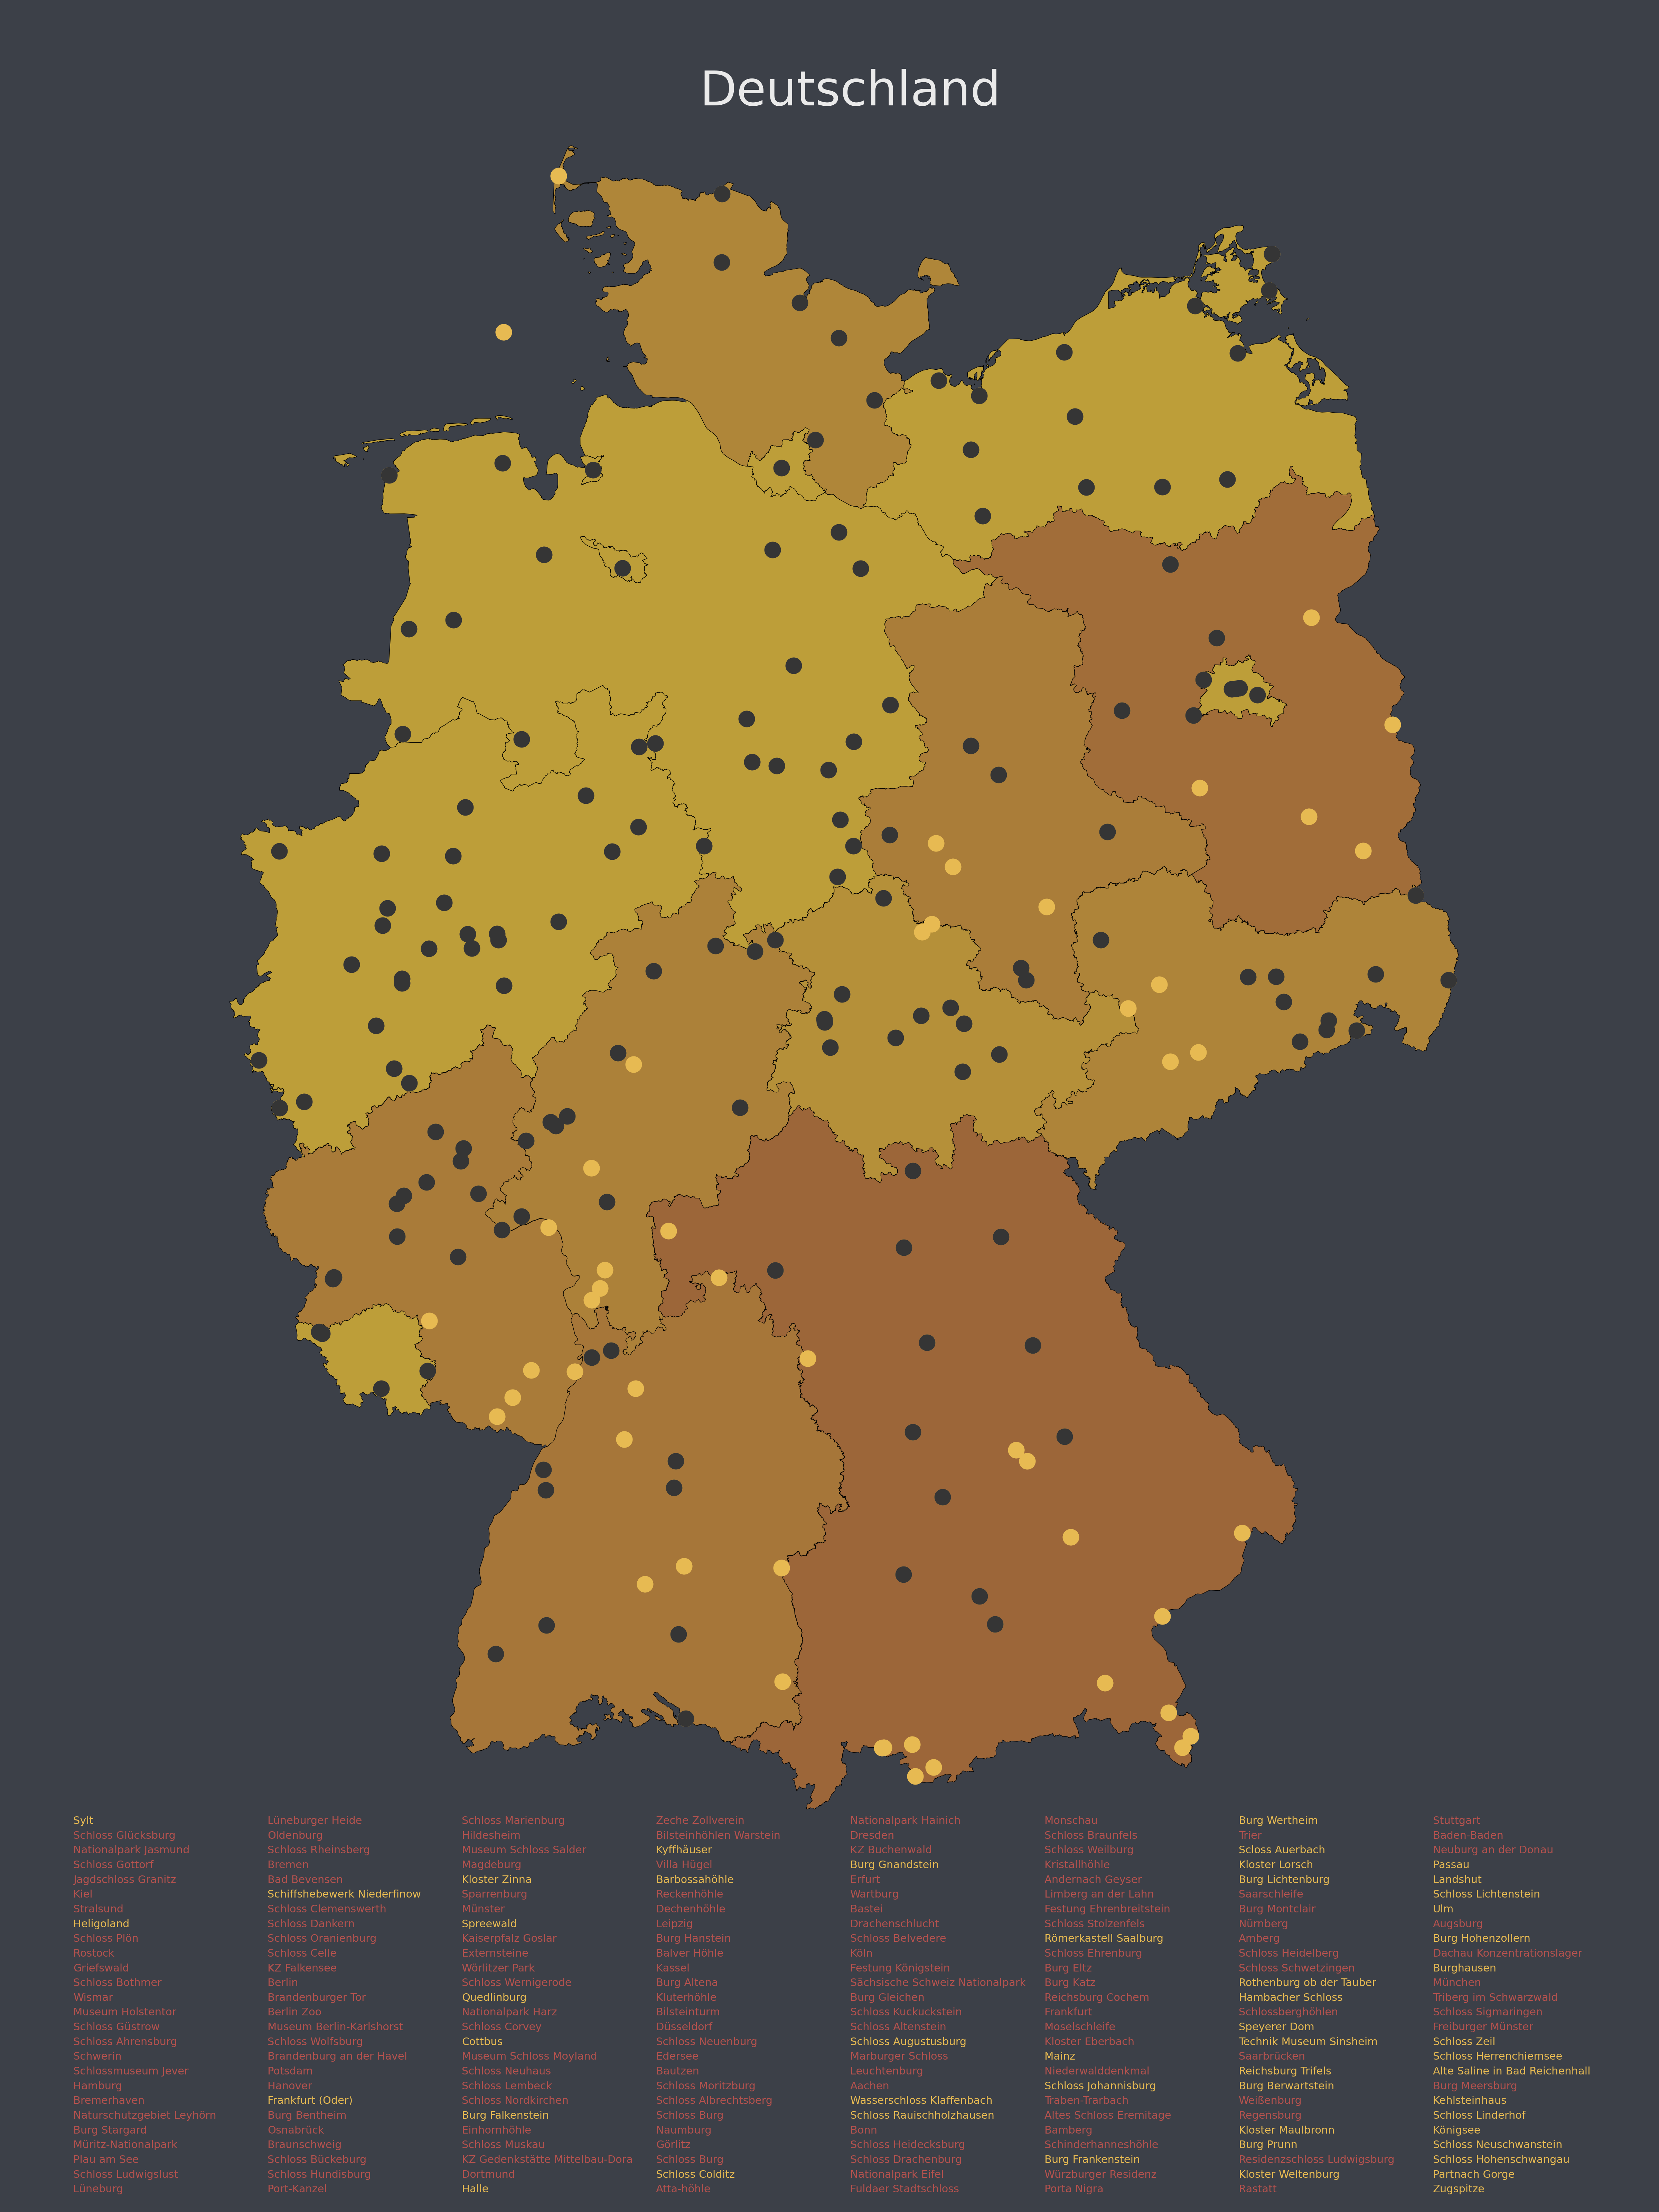 Deutschland
Sylt
Schloss Glücksburg
Nationalpark Jasmund
Schloss Gottorf
Jagdschloss Granitz
Kiel
Stralsund
Heligoland
Schloss Plön
Rostock
Griefswald
Schloss Bothmer
Wismar
Museum Holstentor
Schloss Güstrow
Schloss Ahrensburg
Schwerin
Schlossmuseum Jever
Hamburg
Bremerhaven
Naturschutzgebiet Leyhörn
Burg Stargard
Müritz-Nationalpark
Plau am See
Schloss Ludwigslust
Lüneburg
Lüneburger Heide
Oldenburg
Schloss Rheinsberg
Bremen
Bad Bevensen
Schiffshebewerk Niederfinow
Schloss Clemenswerth
Schloss Dankern
Schloss Oranienburg
Schloss Celle
KZ Falkensee
Berlin
Brandenburger Tor
Berlin Zoo
Museum Berlin-Karlshorst
Schloss Wolfsburg
Brandenburg an der Havel
Potsdam
Hanover
Frankfurt (Oder)
Burg Bentheim
Osnabrück
Braunschweig
Schloss Bückeburg
Schloss Hundisburg
Port-Kanzel
Schloss Marienburg
Hildesheim
Museum Schloss Salder
Magdeburg
Kloster Zinna
Sparrenburg
Münster
Spreewald
Kaiserpfalz Goslar
Externsteine
Wörlitzer Park
Schloss Wernigerode
Quedlinburg
Nationalpark Harz
Schloss Corvey
Cottbus
Museum Schloss Moyland
Schloss Neuhaus
Schloss Lembeck
Schloss Nordkirchen
Burg Falkenstein
Einhornhöhle
Schloss Muskau
KZ Gedenkstätte Mittelbau-Dora
Dortmund
Halle
Zeche Zollverein
Bilsteinhöhlen Warstein
Kyffhäuser
Villa Hügel
Barbossahöhle
Reckenhöhle
Dechenhöhle
Leipzig
Burg Hanstein
Balver Höhle
Kassel
Burg Altena
Kluterhöhle
Bilsteinturm
Düsseldorf
Schloss Neuenburg
Edersee
Bautzen
Schloss Moritzburg
Schloss Albrechtsberg
Schloss Burg
Naumburg
Görlitz
Schloss Burg
Schloss Colditz
Atta-höhle
Nationalpark Hainich
Dresden
KZ Buchenwald
Burg Gnandstein
Erfurt
Wartburg
Bastei
Drachenschlucht
Schloss Belvedere
Köln
Festung Königstein
Sächsische Schweiz Nationalpark
Burg Gleichen
Schloss Kuckuckstein
Schloss Altenstein
Schloss Augustusburg
Marburger Schloss
Leuchtenburg
Aachen
Wasserschloss Klaffenbach
Schloss Rauischholzhausen
Bonn
Schloss Heidecksburg
Schloss Drachenburg
Nationalpark Eifel
Fuldaer Stadtschloss
Monschau
Schloss Braunfels
Schloss Weilburg
Kristallhöhle
Andernach Geyser
Limberg an der Lahn
Festung Ehrenbreitstein
Schloss Stolzenfels
Römerkastell Saalburg
Schloss Ehrenburg
Burg Eltz
Burg Katz
Reichsburg Cochem
Frankfurt
Moselschleife
Kloster Eberbach
Mainz
Niederwalddenkmal
Schloss Johannisburg
Traben-Trarbach
Altes Schloss Eremitage
Bamberg
Schinderhanneshöhle
Burg Frankenstein
Würzburger Residenz
Porta Nigra
Burg Wertheim
Trier
Scloss Auerbach
Kloster Lorsch
Burg Lichtenburg
Saarschleife
Burg Montclair
Nürnberg
Amberg
Schloss Heidelberg
Schloss Schwetzingen
Rothenburg ob der Tauber
Hambacher Schloss
Schlossberghöhlen
Speyerer Dom
Technik Museum Sinsheim
Saarbrücken
Reichsburg Trifels
Burg Berwartstein
Weißenburg
Regensburg
Kloster Maulbronn
Burg Prunn
Residenzschloss Ludwigsburg
Kloster Weltenburg
Rastatt
Stuttgart
Baden-Baden
Neuburg an der Donau
Passau
Landshut
Schloss Lichtenstein
Ulm
Augsburg
Burg Hohenzollern
Dachau Konzentrationslager
Burghausen
München
Triberg im Schwarzwald
Schloss Sigmaringen
Freiburger Münster
Schloss Zeil
Schloss Herrenchiemsee
Alte Saline in Bad Reichenhall
Burg Meersburg
Kehlsteinhaus
Schloss Linderhof
Königsee
Schloss Neuschwanstein
Schloss Hohenschwangau
Partnach Gorge
Zugspitze